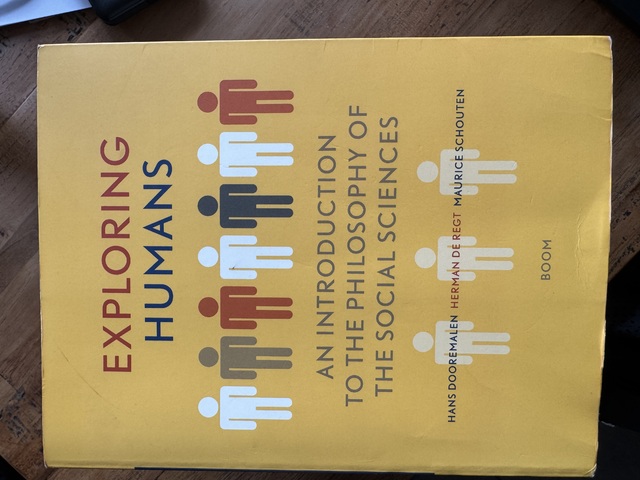 EXPLORING
HUMANS
AN INTRODUCTION
TO THE PHILOSOPHY OF
THE SOCIAL SCIENCES
HANS DOOREMALEN HERMAN DE REGT MAURICE SCHOUTEN
BOOM